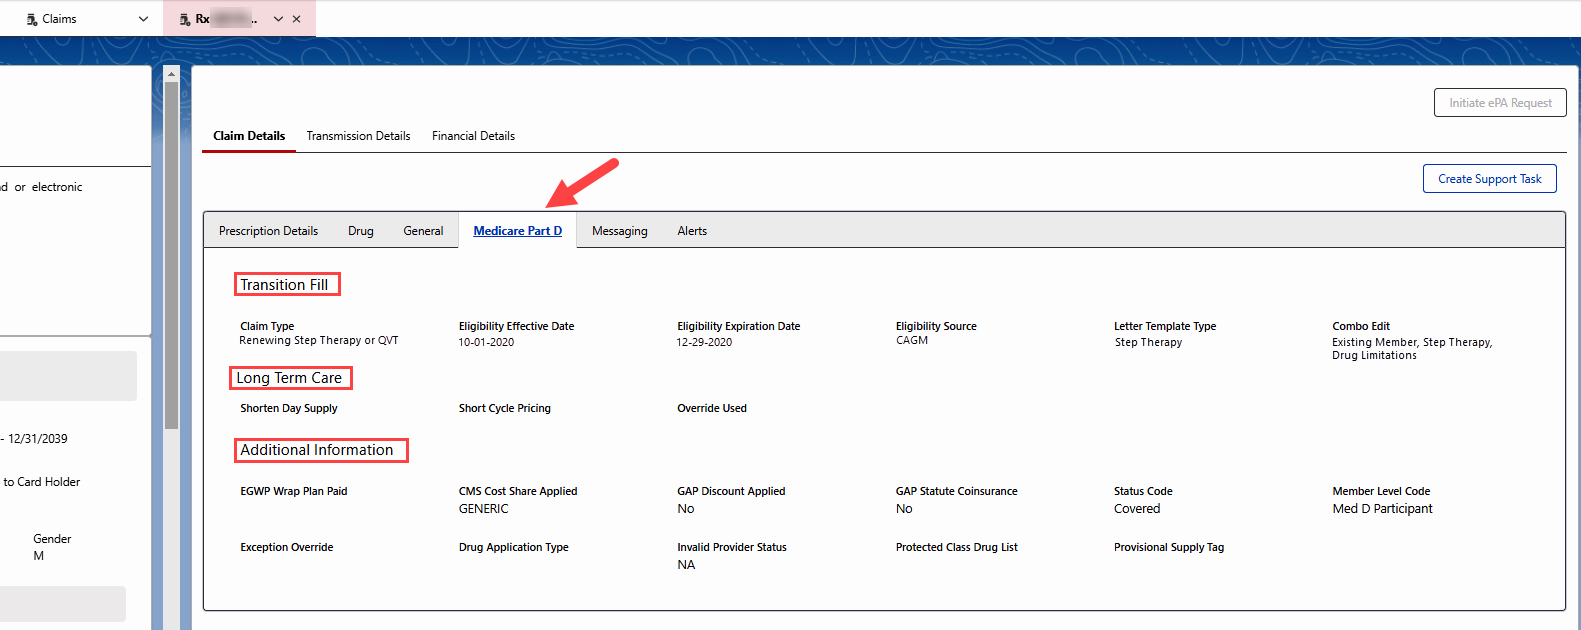 Claims
Rx ..
Initiate ePA Request
Claim Details Transmission Details Financial Details
d or electronic
Create Support Task
Prescription Details Drug General Medicare Part D Messaging Alerts
Transition Fill
Claim Type Eligibility Effective Date Eligibility Expiration Date Eligibility Source Letter Template Type Combo Edit
Renewing Step Therapy or QVT 10-01-2020 12-29-2020 CAGM Step Therapy Existing Member, Step Therapy,
Drug Limitations
Long Term Care
Shorten Day Supply Short Cycle Pricing Override Used
- 12/31/2039
Additional Information
to Card Holder
EGWP Wrap Plan Paid CMS Cost Share Applied GAP Discount Applied GAP Statute Coinsurance Status Code Member Level Code
GENERIC No No Covered Med D Participant
Gender
M
Exception Override Drug Application Type Invalid Provider Status Protected Class Drug List Provisional Supply Tag
NA